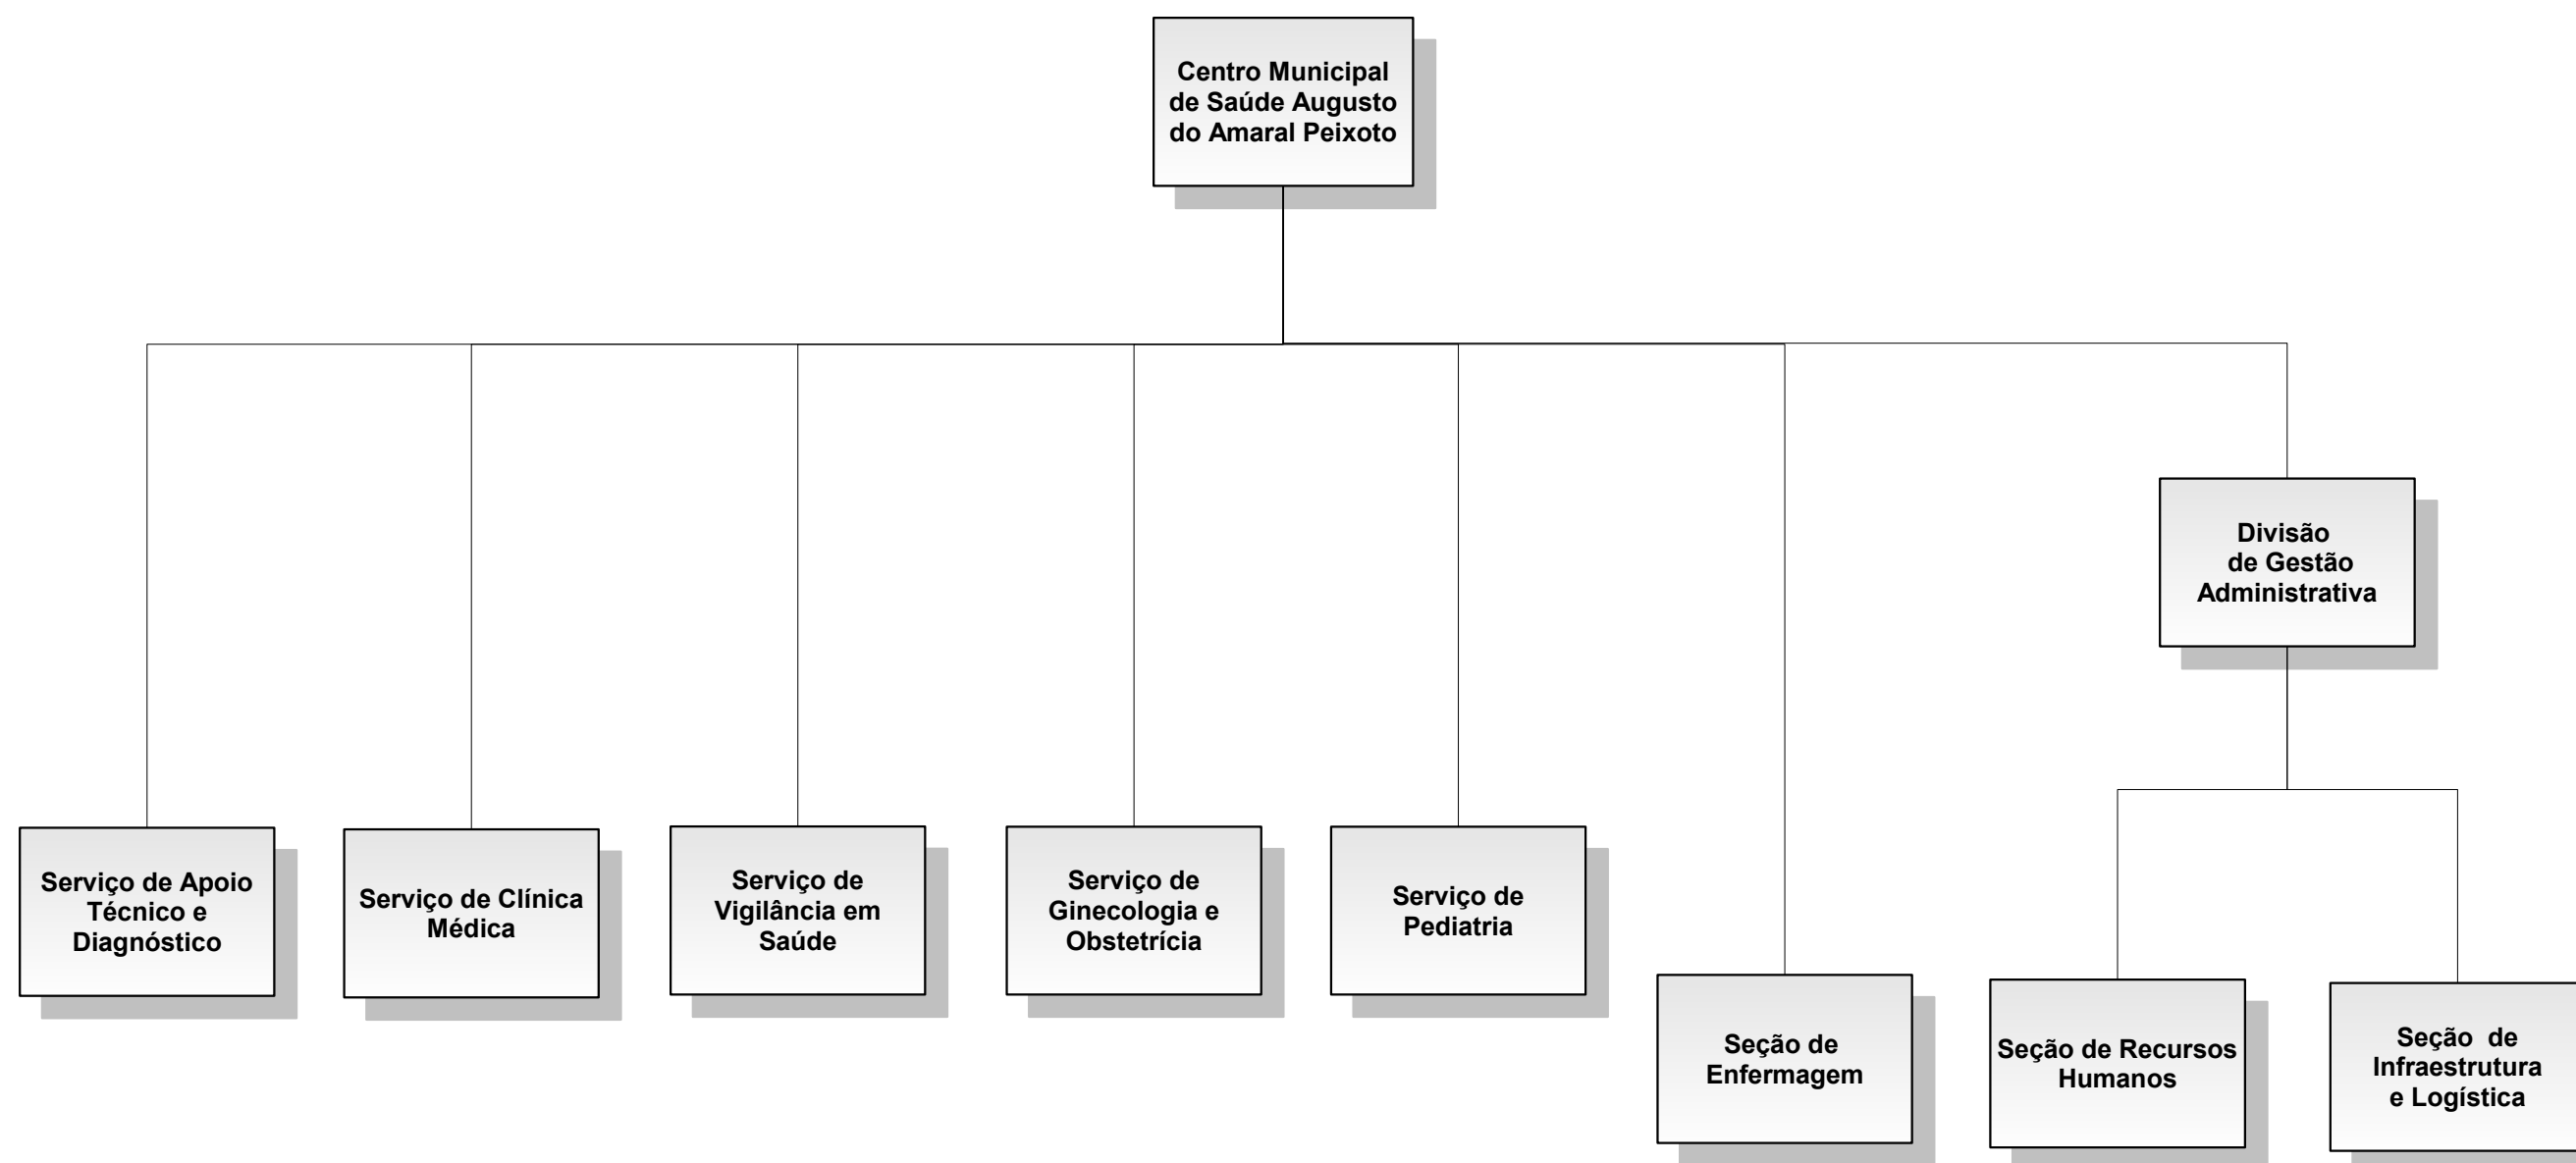 Centro Municipal
de Saúde Augusto
do Amaral Peixoto
Divisão
de Gestão
Administrativa
Serviço de Apoio
Técnico e
Diagnóstico
Serviço de Clínica
Médica
Serviço de
Vigilância em
Saúde
Serviço de
Ginecologia e
Obstetrícia
Serviço de
Pediatria
Seção de
Enfermagem
Seção de Recursos
Humanos
Seção de
Infraestrutura
e Logística